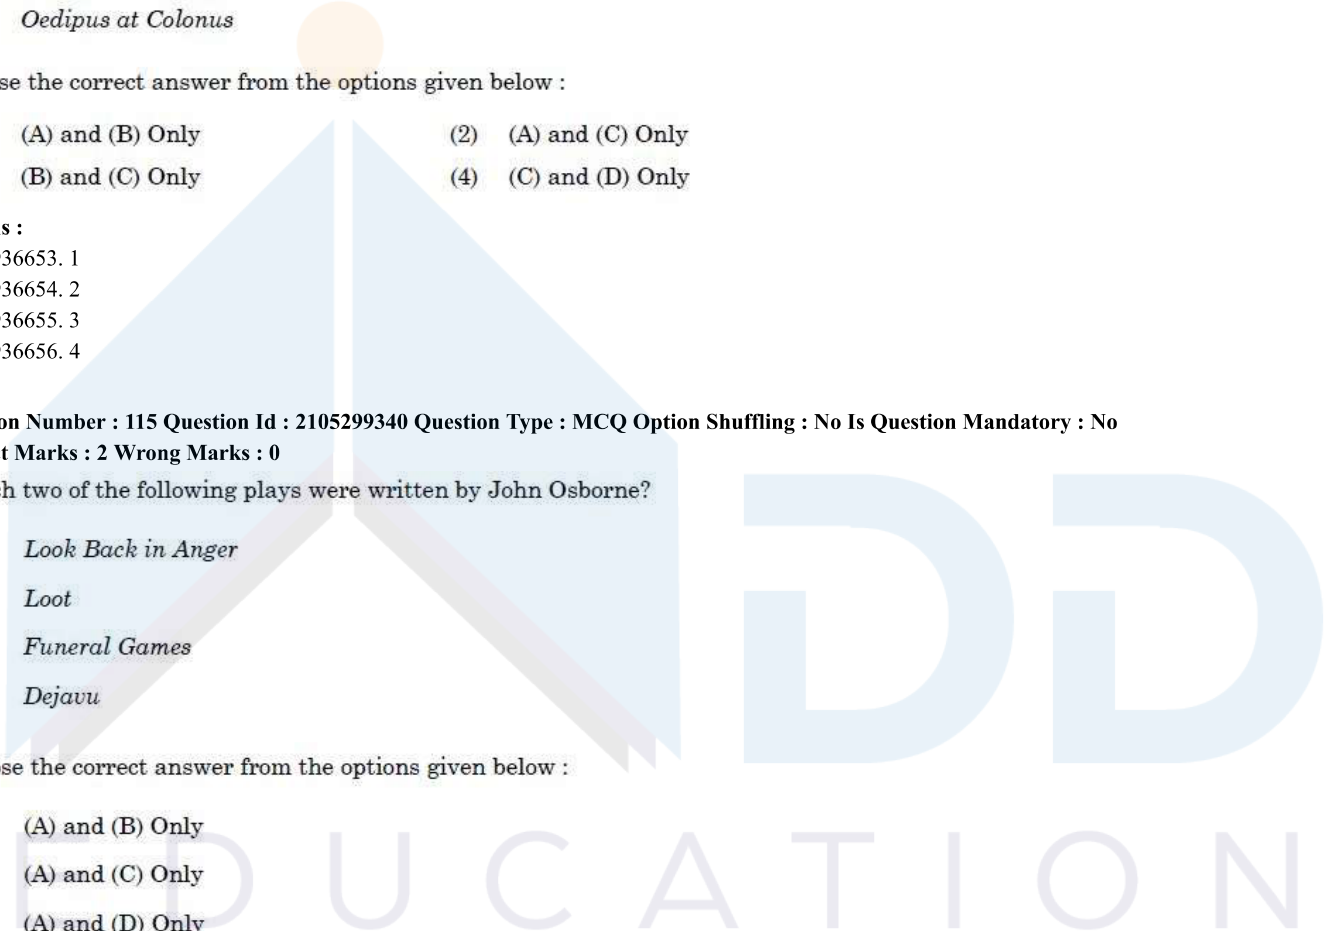 Oedipus at Colonus
se the correct answer from the options given below :
(A) and (B) Only (2) (A) and (C) Only
(B) and (C) Only (4) (C) and (D) Only
s :
36653. 1
36654. 2
36655. 3
36656. 4
on Number : 115 Question Id : 2105299340 Question Type : MCQ Option Shuffling : No Is Question Mandatory : No
t Marks : 2 Wrong Marks : 0
h two of the following plays were written by John Osborne?
Look Back in Anger
Loot
Funeral Games
Dejavu
se the correct answer from the options given below :
(A) and (B) Only
(A) and (C) Only
(A) and (D) Only
DD
EDUCATION